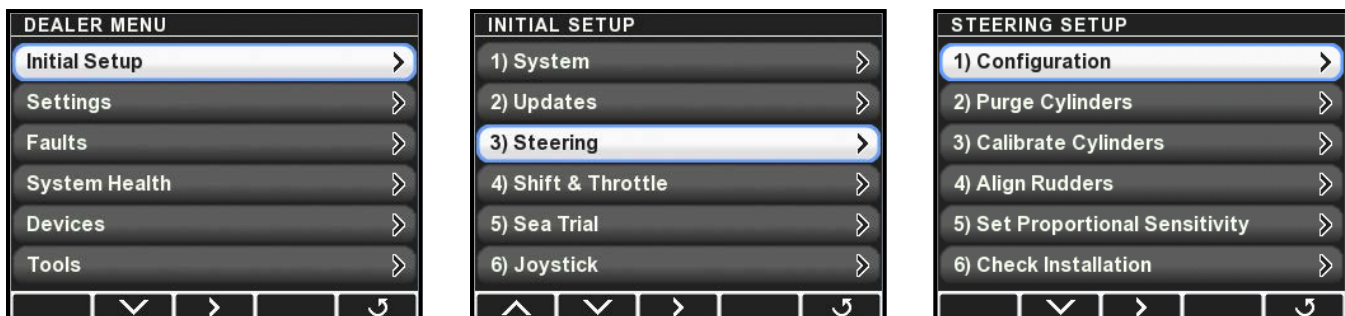 DEALER MENU
Initial Setup
Settings
Faults
System Health
Devices
Tools
INITIAL SETUP
1) System
2) Updates
3) Steering
4) Shift & Throttle
5) Sea Trial
6) Joystick
STEERING SETUP
1) Configuration
2) Purge Cylinders
3) Calibrate Cylinders
4) Align Rudders
5) Set Proportional Sensitivity
6) Check Installation